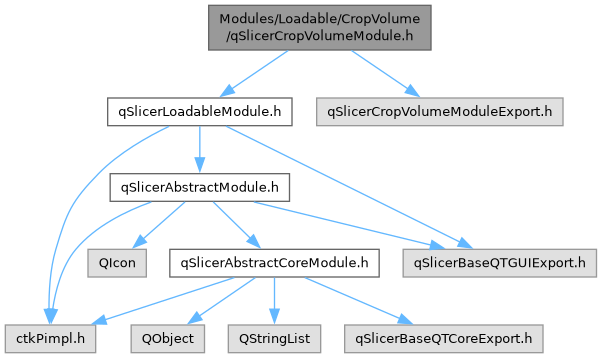 Modules/Loadable/CropVolume
/qSlicerCropVolumeModule.h
qSlicerLoadableModule.h
qSlicerCropVolumeModuleExport.h
qSlicerAbstractModule.h
QIcon
qSlicerAbstractCoreModule.h
qSlicerBaseQTGUIExport.h
ctkPimpl.h
QObject
QStringList
qSlicerBaseQTCoreExport.h